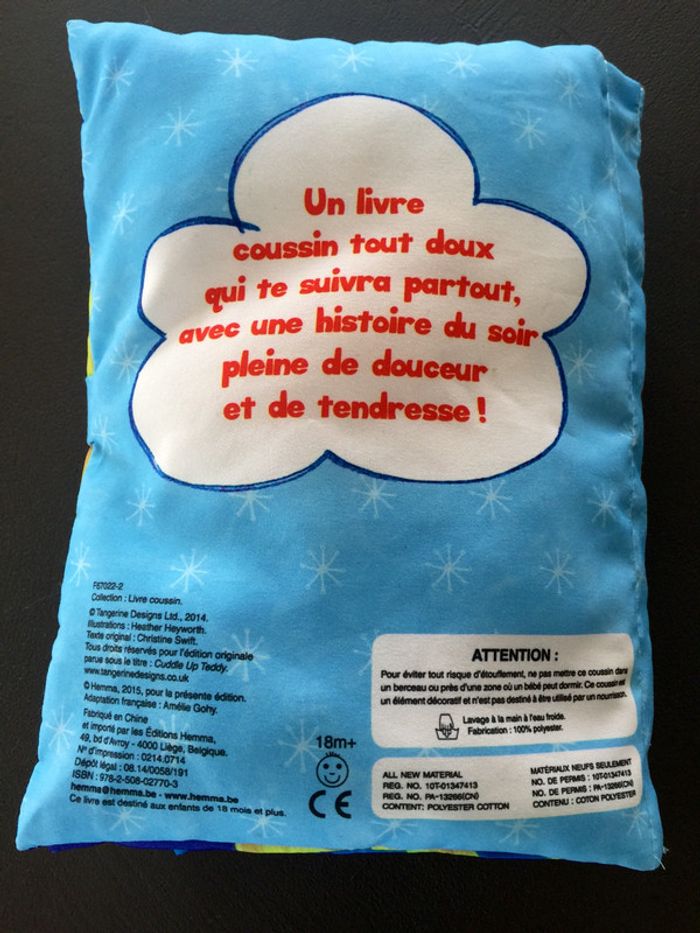 Un livre
coussin tout doux
qui te suivra partout,
avec une histoire du soir
pleine de douceur
et de tendresse !
F67022-2
Collection : Livre coussin.
© Tangerine Designs Ltd., 2014.
Illustrations : Heather Heyworth.
Texte original : Christine Swift.
Tous droits réservés pour l'édition originale
parue sous le titre : Cuddle Up Teddy.
www.tangerinedesigns.co.uk
© Hemma, 2015, pour la présente édition.
Adaptation française : Amélie Gohy.
Fabriqué en Chine
et importé par les Éditions Hemma,
49, bd d'Avroy - 4000 Liège, Belgique.
N° d'impression : 0214.0714
Dépôt légal : 08.14/0058/191
ISBN : 978-2-508-02770-3
hemma@hemma.be - www.hemma.be
Ce livre est destiné aux enfants de 18 mois et plus.
18m+
CE
ATTENTION :
Pour éviter tout risque d'étouffement, ne pas mettre ce coussin dans
un berceau ou près d'une zone où un bébé peut dormir. Ce coussin est
un élément décoratif et n'est pas destiné à être utilisé par un nourrisson.
Lavage à la main à l'eau froide.
Fabrication : 100% polyester.
ALL NEW MATERIAL
REG. NO. 10T-01347413
REG. NO. PA-13266(CN)
CONTENT: POLYESTER COTTON
MATÉRIAUX NEUFS SEULEMENT
NO. DE PERMIS : 10T-01347413
NO. DE PERMIS : PA-13266(CN)
CONTENU : COTON POLYESTER